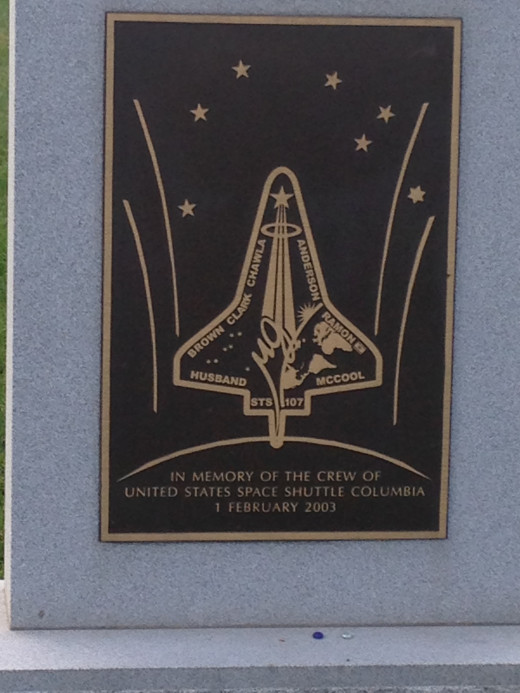 CHAWLA
CLARK
BROWN
HUSBAND
ANDERSON
RAMON
MCCOOL
STS 107
IN MEMORY OF THE CREW OF
UNITED STATES SPACE SHUTTLE COLUMBIA
1 FEBRUARY 2003